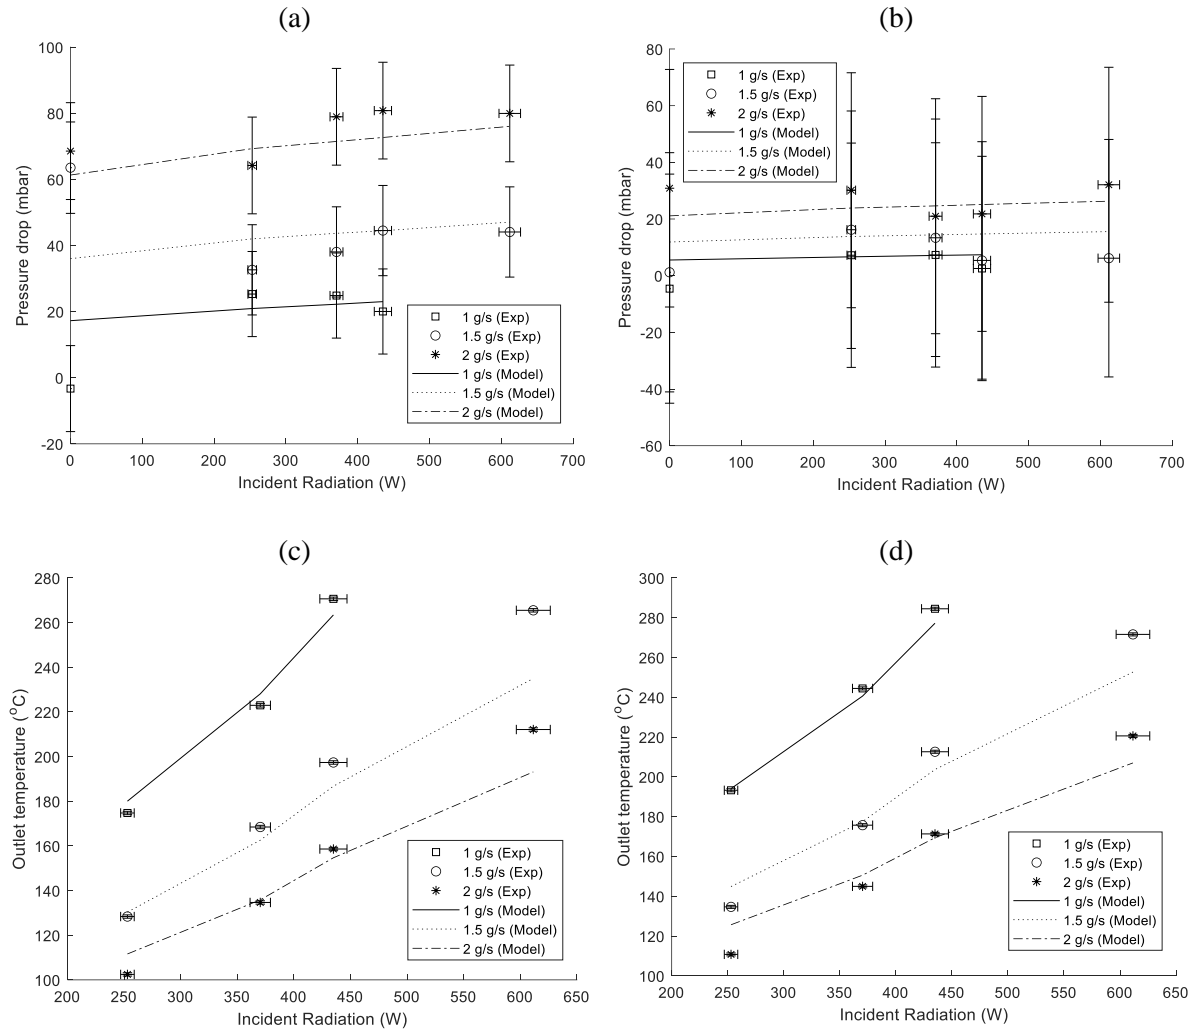 (a)
100
80
60
40
20
0
-20
Pressure drop (mbar)
0 100 200 300 400 500 600 700
Incident Radiation (W)
1 g/s (Exp)
1.5 g/s (Exp)
2 g/s (Exp)
1 g/s (Model)
1.5 g/s (Model)
2 g/s (Model)
(b)
80
60
40
20
0
-20
-40
-60
Pressure drop (mbar)
0 100 200 300 400 500 600 700
Incident Radiation (W)
1 g/s (Exp)
1.5 g/s (Exp)
2 g/s (Exp)
1 g/s (Model)
1.5 g/s (Model)
2 g/s (Model)
(c)
280
260
240
220
200
180
160
140
120
100
Outlet temperature (°C)
200 250 300 350 400 450 500 550 600 650
Incident Radiation (W)
1 g/s (Exp)
1.5 g/s (Exp)
2 g/s (Exp)
1 g/s (Model)
1.5 g/s (Model)
2 g/s (Model)
(d)
300
280
260
240
220
200
180
160
140
120
100
Outlet temperature (°C)
200 250 300 350 400 450 500 550 600 650
Incident Radiation (W)
1 g/s (Exp)
1.5 g/s (Exp)
2 g/s (Exp)
1 g/s (Model)
1.5 g/s (Model)
2 g/s (Model)